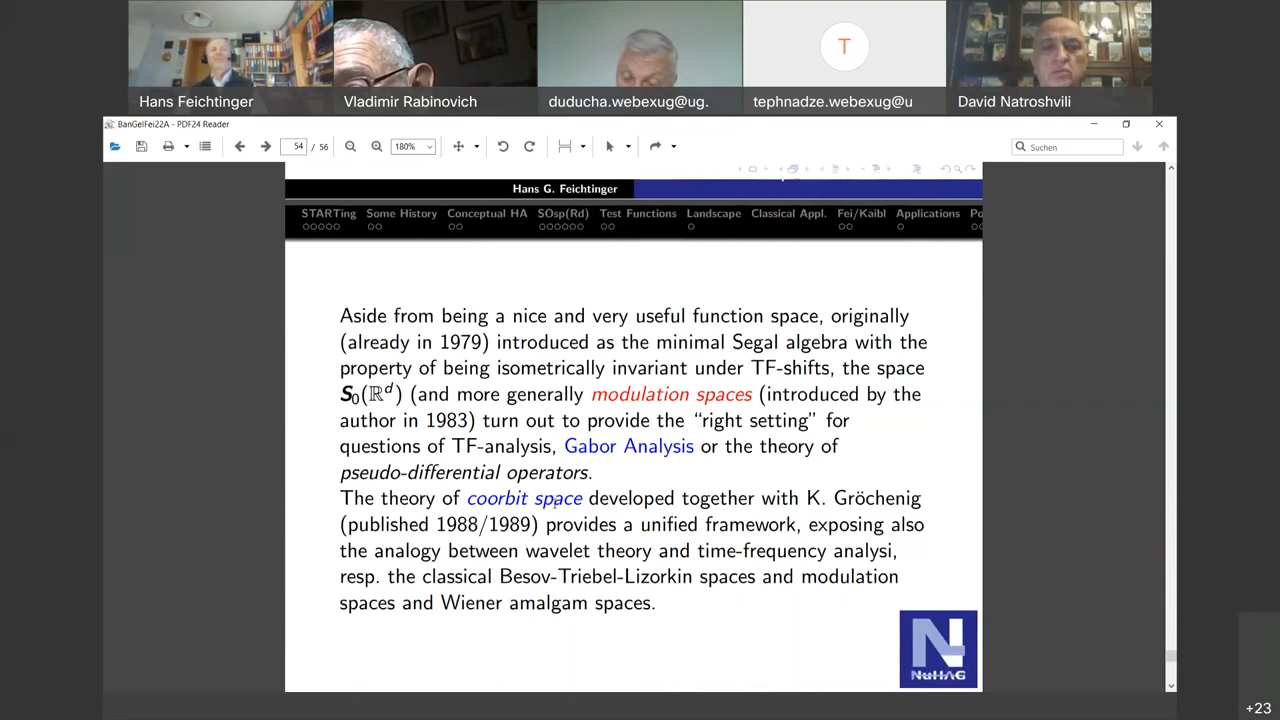 T
Hans Feichtinger
Vladimir Rabinovich
duducha.webexug@ug.
tephnadze.webexug@u
David Natroshvili
BanGelFei22A - PDF24 Reader
54 / 56
180%
Suchen
Hans G. Feichtinger
STARTing Some History Conceptual HA SOsp(Rd) Test Functions Landscape Classical Appl. Fei/Kaibl Applications Po
Aside from being a nice and very useful function space, originally
(already in 1979) introduced as the minimal Segal algebra with the
property of being isometrically invariant under TF-shifts, the space
S₀(ℝᵈ) (and more generally modulation spaces (introduced by the
author in 1983) turn out to provide the “right setting” for
questions of TF-analysis, Gabor Analysis or the theory of
pseudo-differential operators.
The theory of coorbit space developed together with K. Gröchenig
(published 1988/1989) provides a unified framework, exposing also
the analogy between wavelet theory and time-frequency analysi,
resp. the classical Besov-Triebel-Lizorkin spaces and modulation
spaces and Wiener amalgam spaces.
N
NuHAG
+23